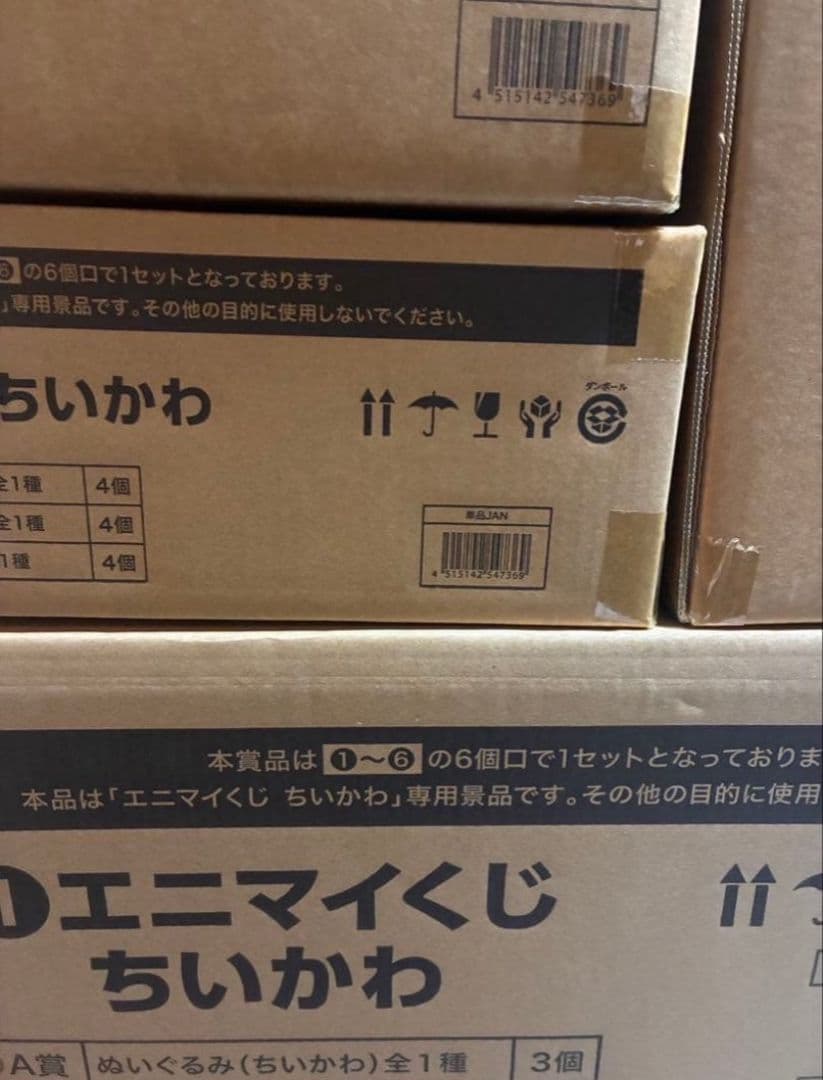 4 515142 547369
❻の6個口で1セットとなっております。
」専用景品です。その他の目的に使用しないでください。
ちいかわ
ダンボール
全1種 4個
全1種 4個
1種 4個
単品JAN
4 515142 547369
本賞品は❶～❻の6個口で1セットとなっておりま
本品は「エニマイくじ ちいかわ」専用景品です。その他の目的に使用
❶エニマイくじ
ちいかわ
A賞 ぬいぐるみ(ちいかわ)全1種 3個